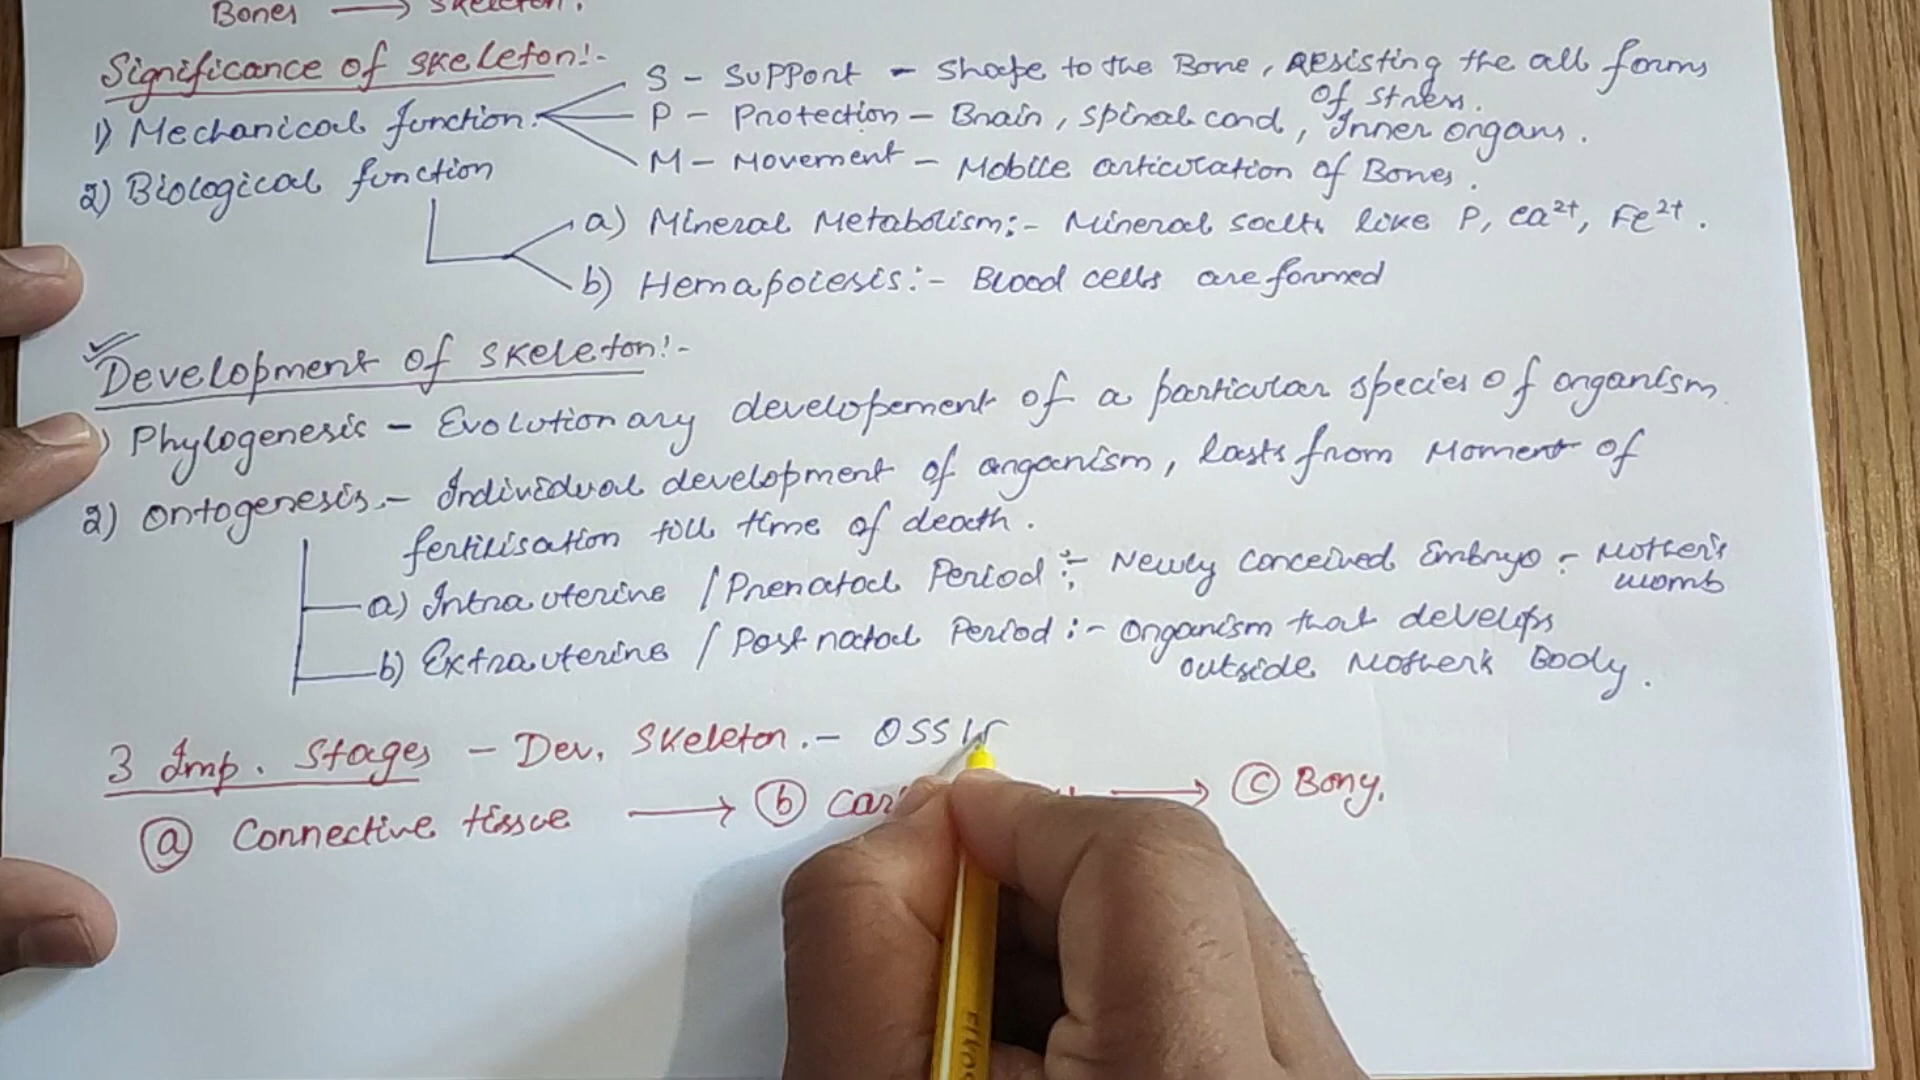 Bones → Skeleton.
Significance of skeleton:-
1) Mechanical function:
S - Support - Shape to the Bone, Resisting the all forms
of stress.
P - Protection - Brain, spinal cord, Inner organs.
M - Movement - Mobile articulation of Bones.
2) Biological function
a) Mineral Metabolism:- Mineral salts like P, Ca²⁺, Fe²⁺.
b) Hemapoiesis:- Blood cells are formed
Development of skeleton:-
) Phylogenesis - Evolutionary developement of a particular species of organism
2) Ontogenesis.- Individual development of organism, lasts from Moment of
fertilisation till time of death.
a) Intrauterine / Prenatal Period :- Newly conceived Embryo - Mother's
womb
b) Extrauterine / Postnatal Period :- organism that develops
outside Mother's Body.
3 Imp. Stages - Dev. Skeleton.- OSSI
a Connective tissue → b → c Bony.